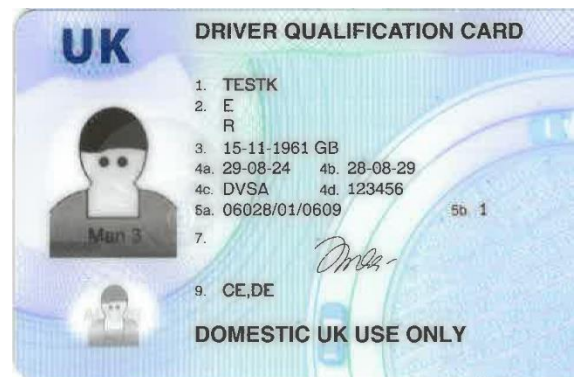 UK
DRIVER QUALIFICATION CARD
1. TESTK
2. E
R
3. 15-11-1961 GB
4a. 29-08-24 4b. 28-08-29
4c. DVSA 4d. 123456
5a. 06028/01/0609 5b 1
Man 3
7.
9. CE,DE
DOMESTIC UK USE ONLY